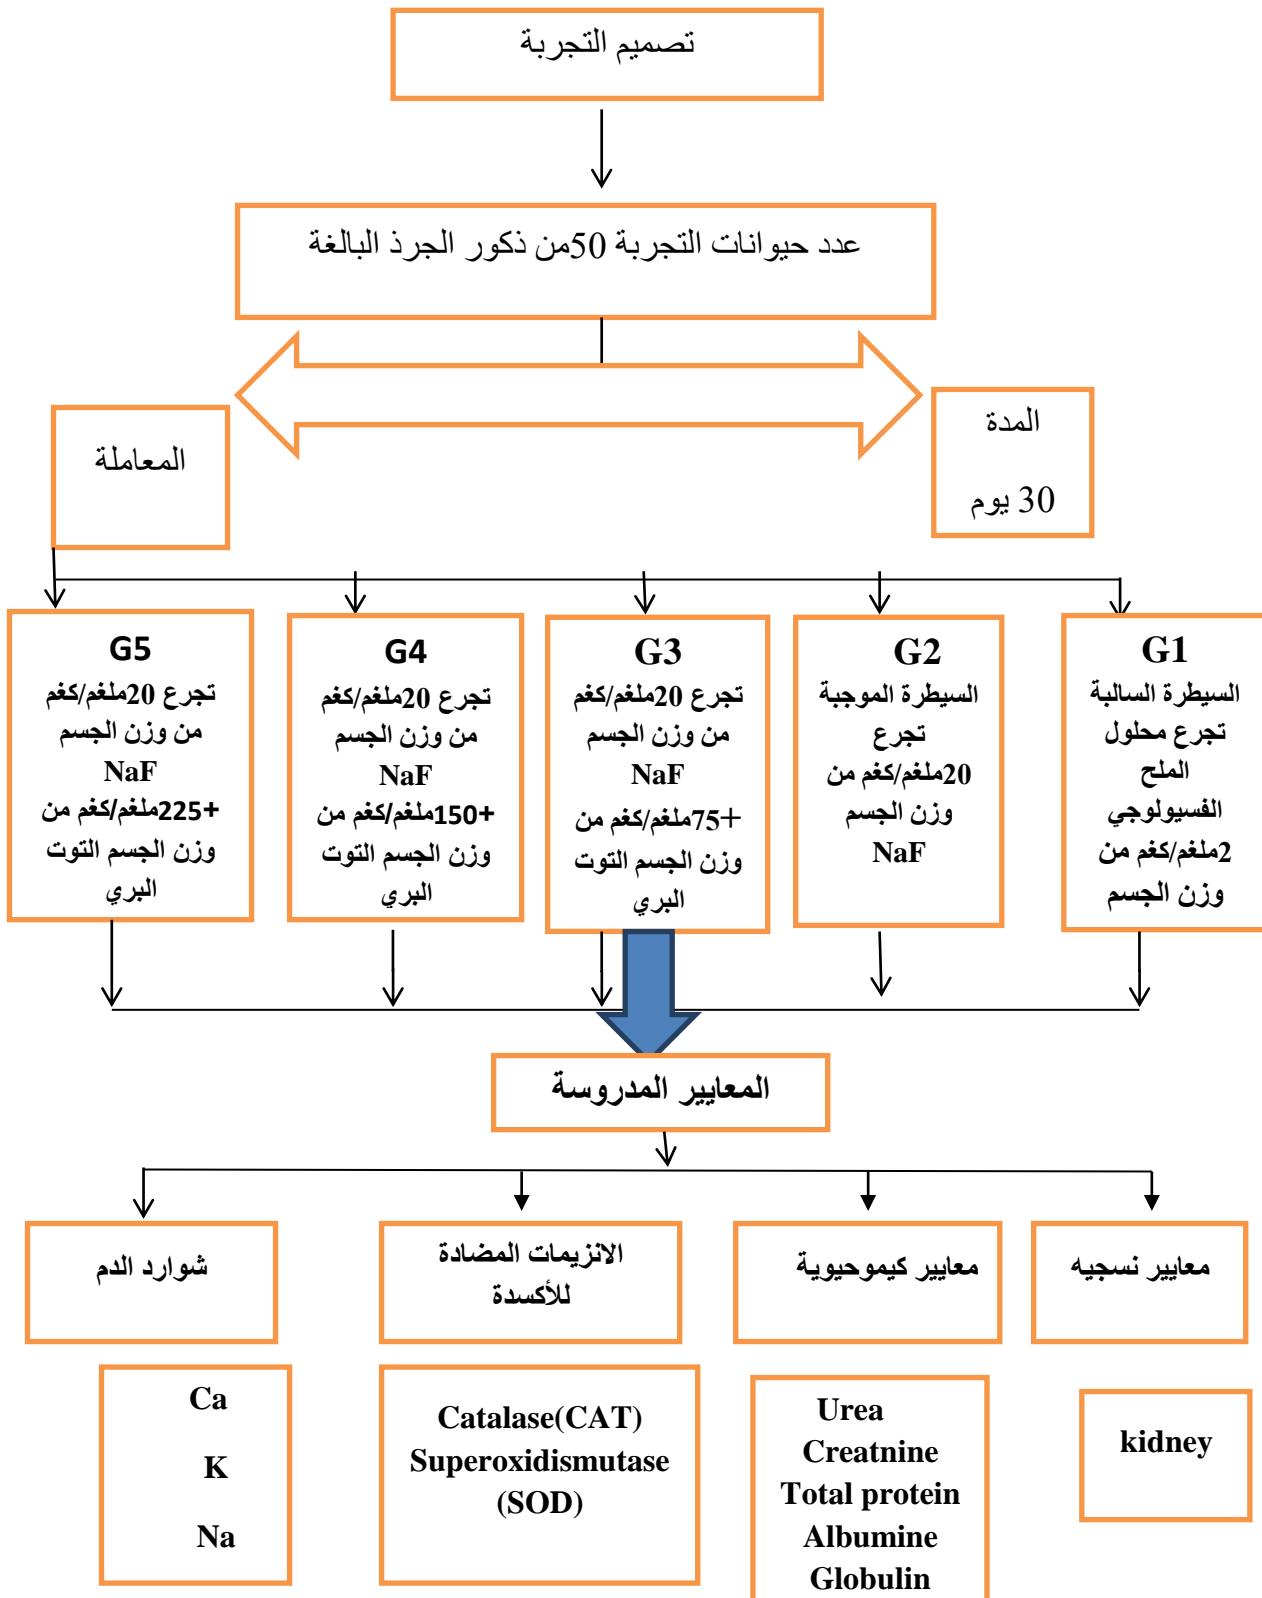 تصميم التجربة
عدد حيوانات التجربة 50من ذكور الجرذ البالغة
المدة
30 يوم
المعاملة
G1
السيطرة السالبة
تجرع محلول
الملح
الفسيولوجي
2ملغم/كغم من
وزن الجسم
G2
السيطرة الموجبة
تجرع
20ملغم/كغم من
وزن الجسم
NaF
G3
تجرع 20ملغم/كغم
من وزن الجسم
NaF
+75ملغم/كغم من
وزن الجسم التوت
البري
G4
تجرع 20ملغم/كغم
من وزن الجسم
NaF
+150ملغم/كغم من
وزن الجسم التوت
البري
G5
تجرع 20ملغم/كغم
من وزن الجسم
NaF
+225ملغم/كغم من
وزن الجسم التوت
البري
المعايير المدروسة
معايير نسجيه
معايير كيموحيوية
الانزيمات المضادة
للأكسدة
شوارد الدم
kidney
Urea
Creatnine
Total protein
Albumine
Globulin
Catalase(CAT)
Superoxidismutase
(SOD)
Ca
K
Na